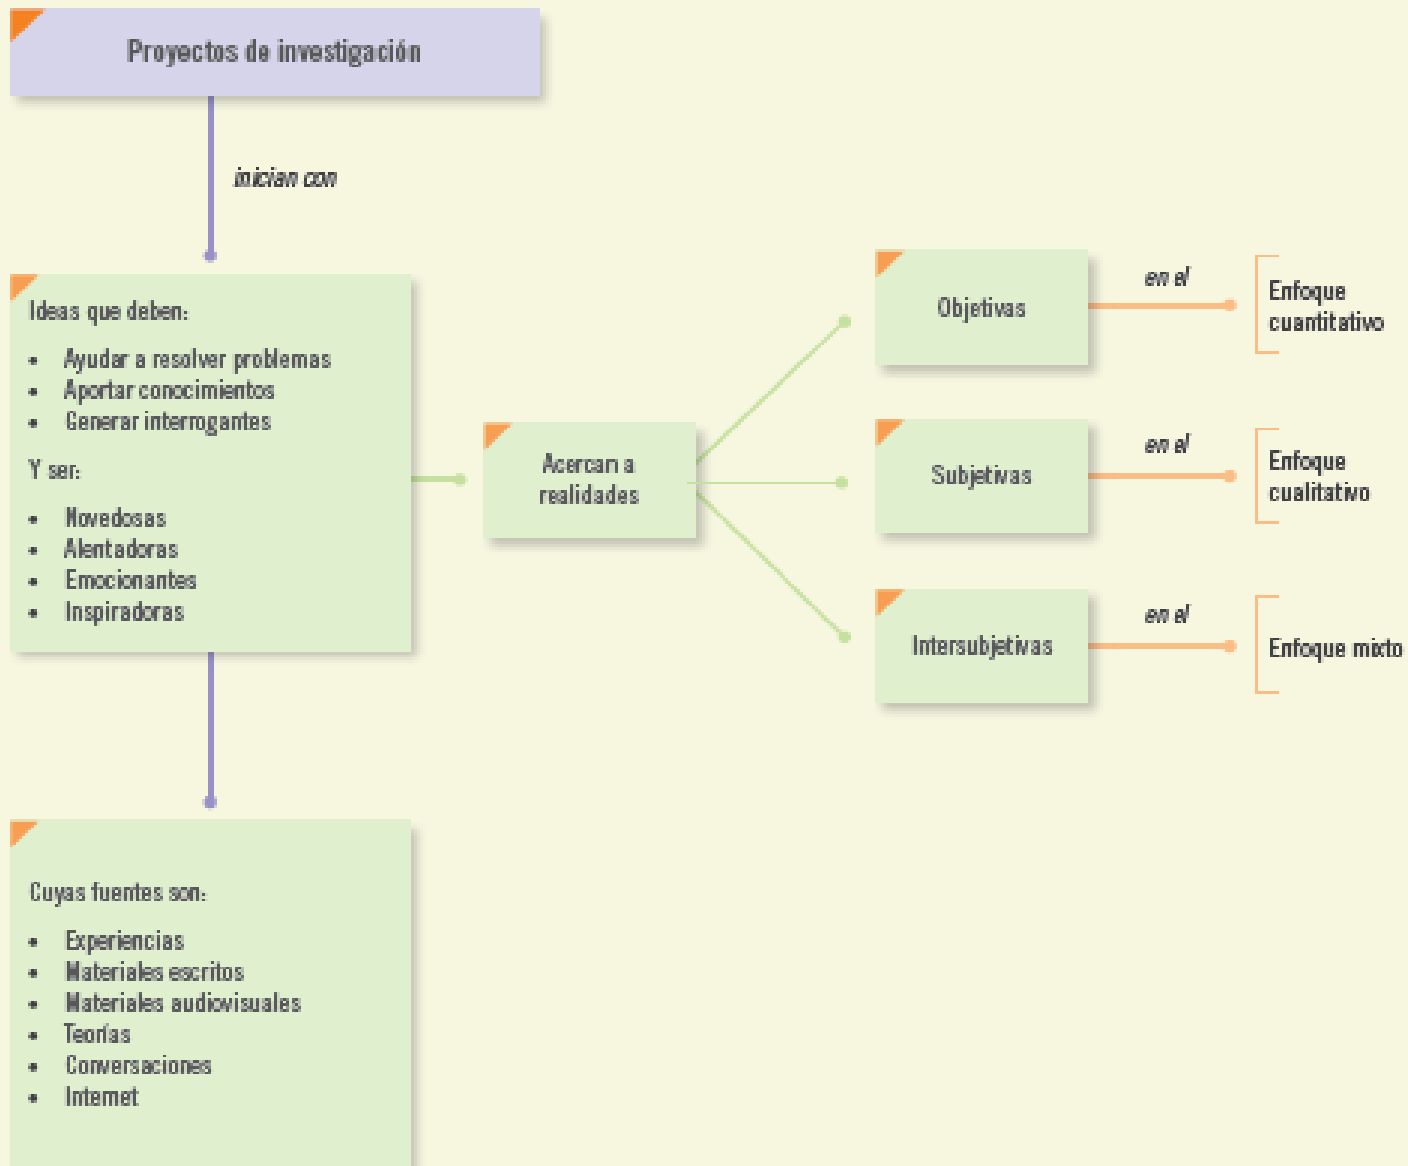 Proyectos de investigación
inician con
Ideas que deben:
• Ayudar a resolver problemas
• Aportar conocimientos
• Generar interrogantes
Y ser:
• Novedosas
• Alentadoras
• Emocionantes
• Inspiradoras
Acercan a
realidades
Objetivas
en el
Enfoque
cuantitativo
Subjetivas
en el
Enfoque
cualitativo
Intersubjetivas
en el
Enfoque mixto
Cuyas fuentes son:
• Experiencias
• Materiales escritos
• Materiales audiovisuales
• Teorías
• Conversaciones
• Internet